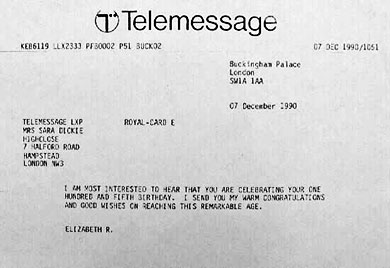 Telemessage
KEB6119 LLX2333 PFB0002 P51 BUCK02 07 DEC 1990/1051
Buckingham Palace
London
SW1A 1AA
07 December 1990
TELEMESSAGE LXP ROYAL-CARD E
MRS SARA DICKIE
HIGHCLOSE
7 HALFORD ROAD
HAMPSTEAD
LONDON NW3
I AM MOST INTERESTED TO HEAR THAT YOU ARE CELEBRATING YOUR ONE
HUNDRED AND FIFTH BIRTHDAY. I SEND YOU MY WARM CONGRATULATIONS
AND GOOD WISHES ON REACHING THIS REMARKABLE AGE.
ELIZABETH R.